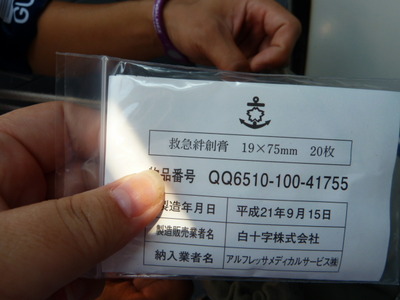 救急絆創膏 19×75mm 20枚
物品番号 QQ6510-100-41755
製造年月日 平成21年9月15日
製造販売業者名 白十字株式会社
納入業者名 アルフレッサメディカルサービス㈱